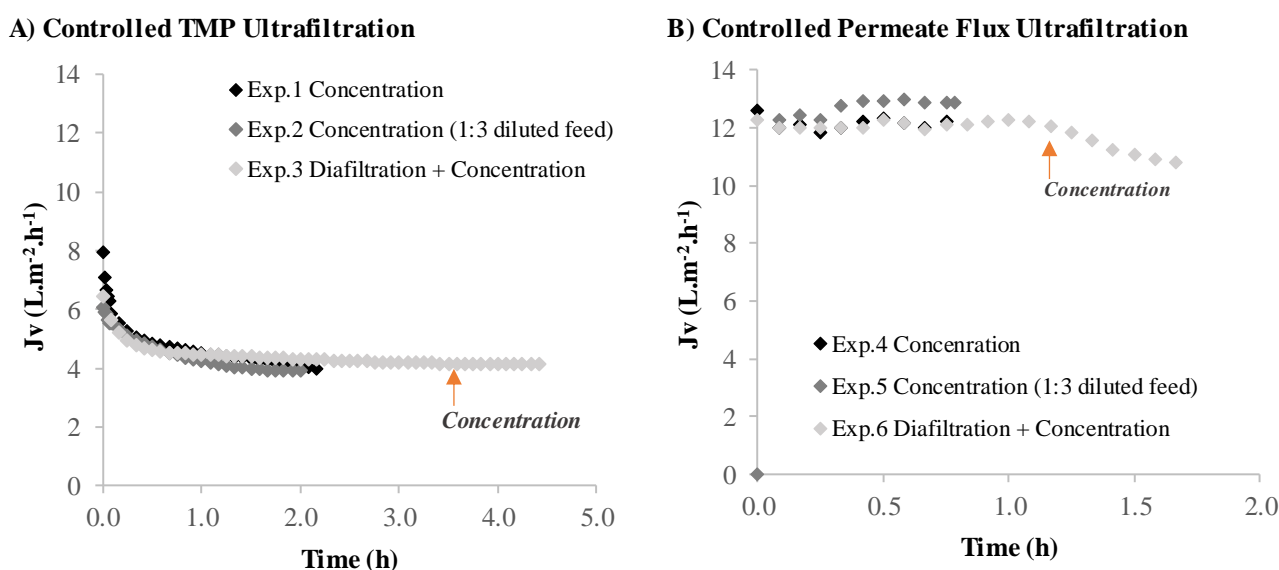 A) Controlled TMP Ultrafiltration
14
12
10
8
6
4
2
0
0.0
1.0
2.0
3.0
4.0
5.0
Jv (L.m-2.h-1)
Time (h)
Exp.1 Concentration
Exp.2 Concentration (1:3 diluted feed)
Exp.3 Diafiltration + Concentration
Concentration
B) Controlled Permeate Flux Ultrafiltration
14
12
10
8
6
4
2
0
0.0
0.5
1.0
1.5
2.0
Jv (L.m-2.h-1)
Time (h)
Concentration
Exp.4 Concenration
Exp.5 Concentration (1:3 diluted feed)
Exp.6 Diafiltration + Concentration